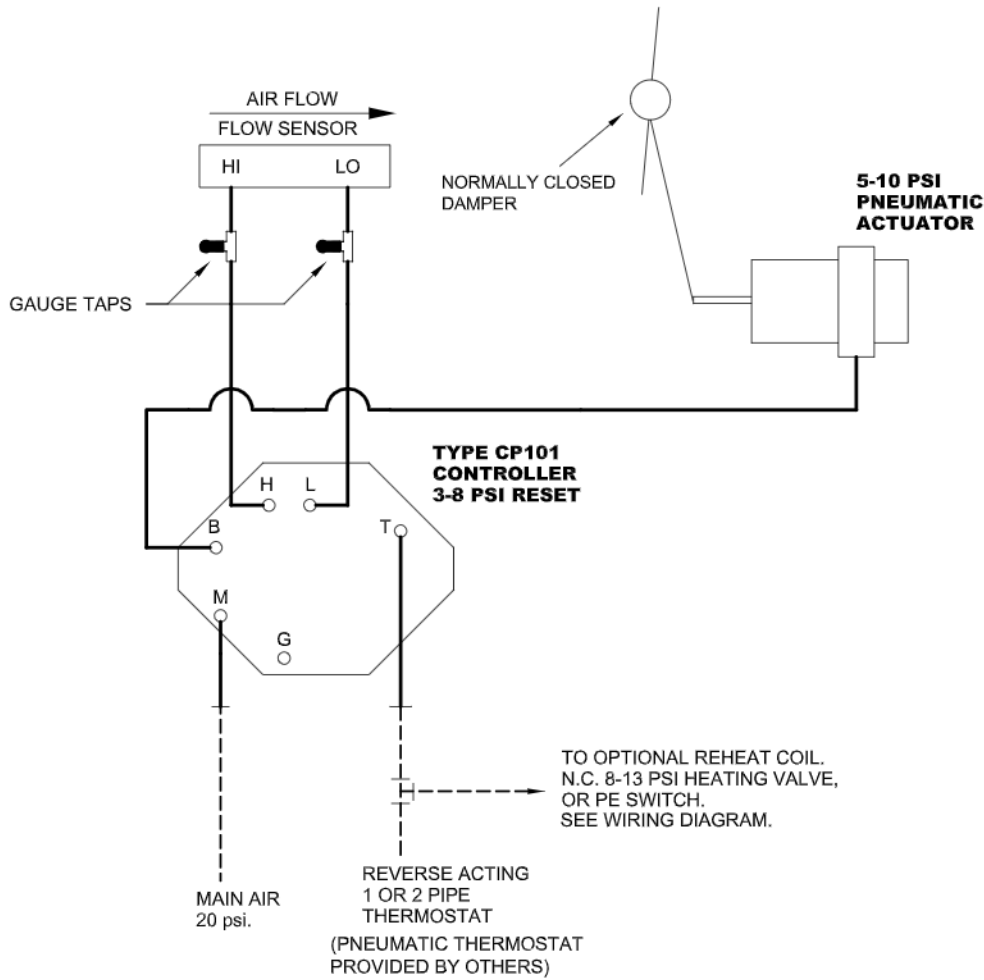 AIR FLOW
FLOW SENSOR
HI
LO
NORMALLY CLOSED
DAMPER
5-10 PSI
PNEUMATIC
ACTUATOR
GAUGE TAPS
TYPE CP101
CONTROLLER
3-8 PSI RESET
H
L
T
B
M
G
TO OPTIONAL REHEAT COIL.
N.C. 8-13 PSI HEATING VALVE,
OR PE SWITCH.
SEE WIRING DIAGRAM.
MAIN AIR
20 psi.
REVERSE ACTING
1 OR 2 PIPE
THERMOSTAT
(PNEUMATIC THERMOSTAT
PROVIDED BY OTHERS)